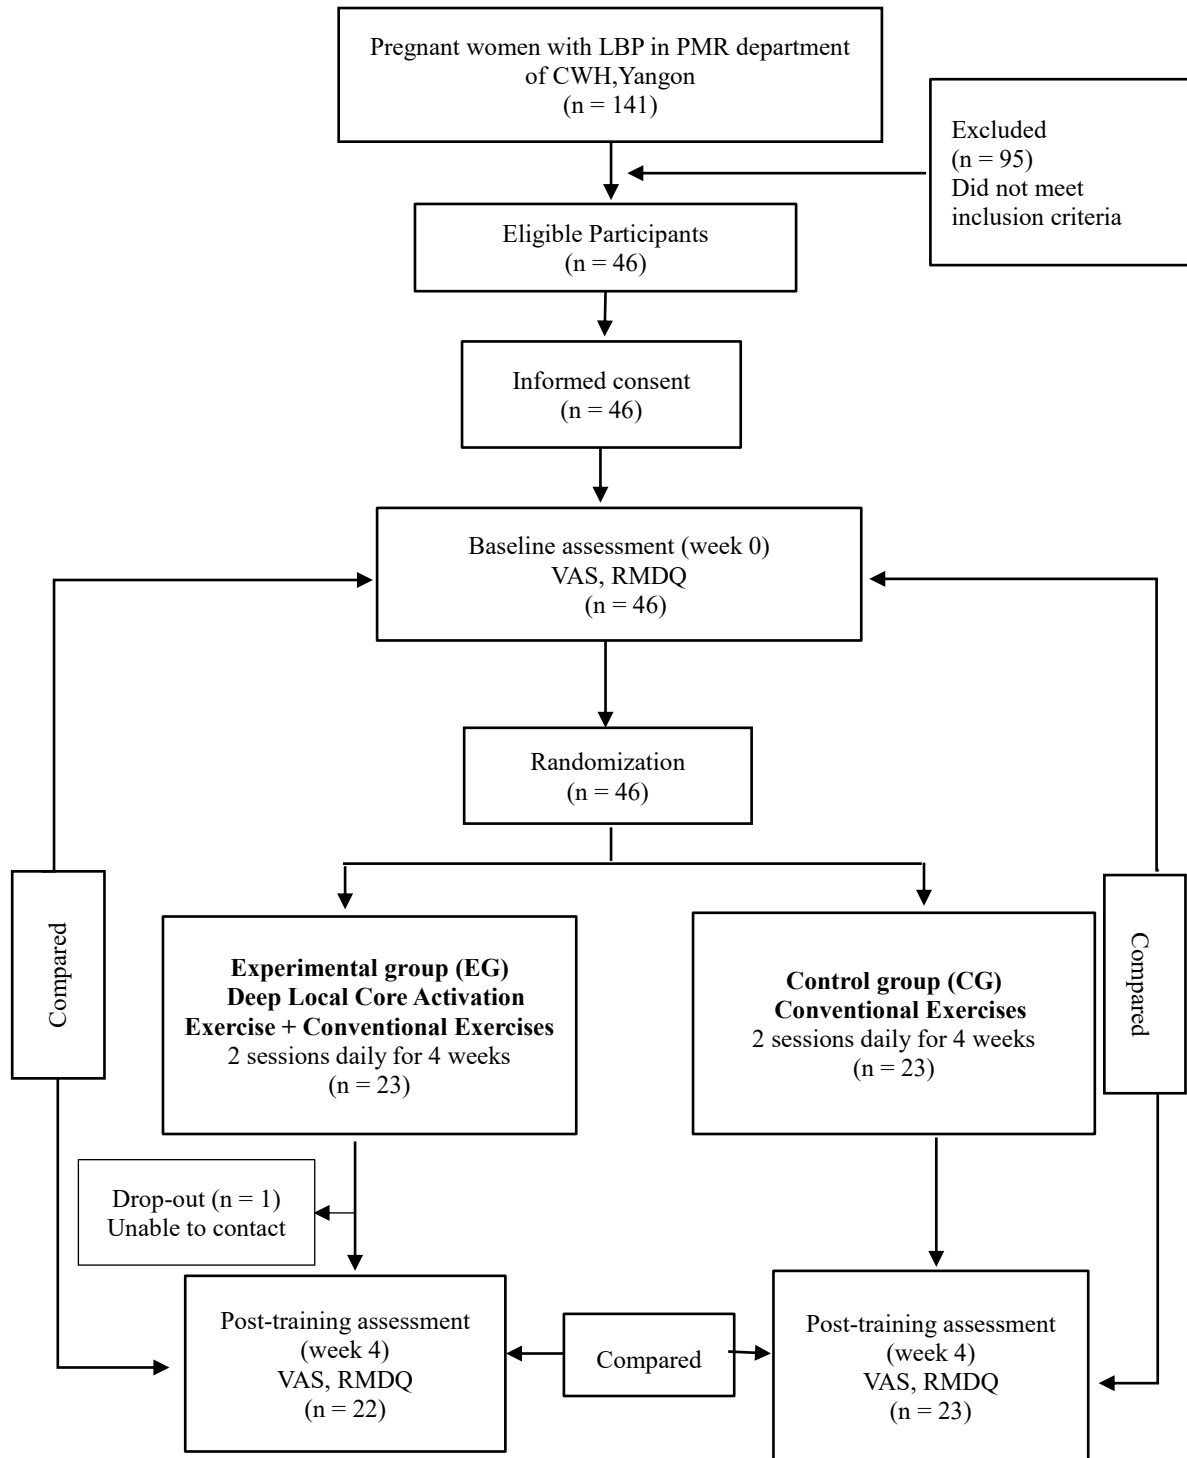 Pregnant women with LBP in PMR department
of CWH,Yangon
(n = 141)
Excluded
(n = 95)
Did not meet
inclusion criteria
Eligible Participants
(n = 46)
Informed consent
(n = 46)
Baseline assessment (week 0)
VAS, RMDQ
(n = 46)
Randomization
(n = 46)
Compared
Experimental group (EG)
Deep Local Core Activation
Exercise + Conventional Exercises
2 sessions daily for 4 weeks
(n = 23)
Control group (CG)
Conventional Exercises
2 sessions daily for 4 weeks
(n = 23)
Compared
Drop-out (n = 1)
Unable to contact
Post-training assessment
(week 4)
VAS, RMDQ
(n = 22)
Compared
Post-training assessment
(week 4)
VAS, RMDQ
(n = 23)